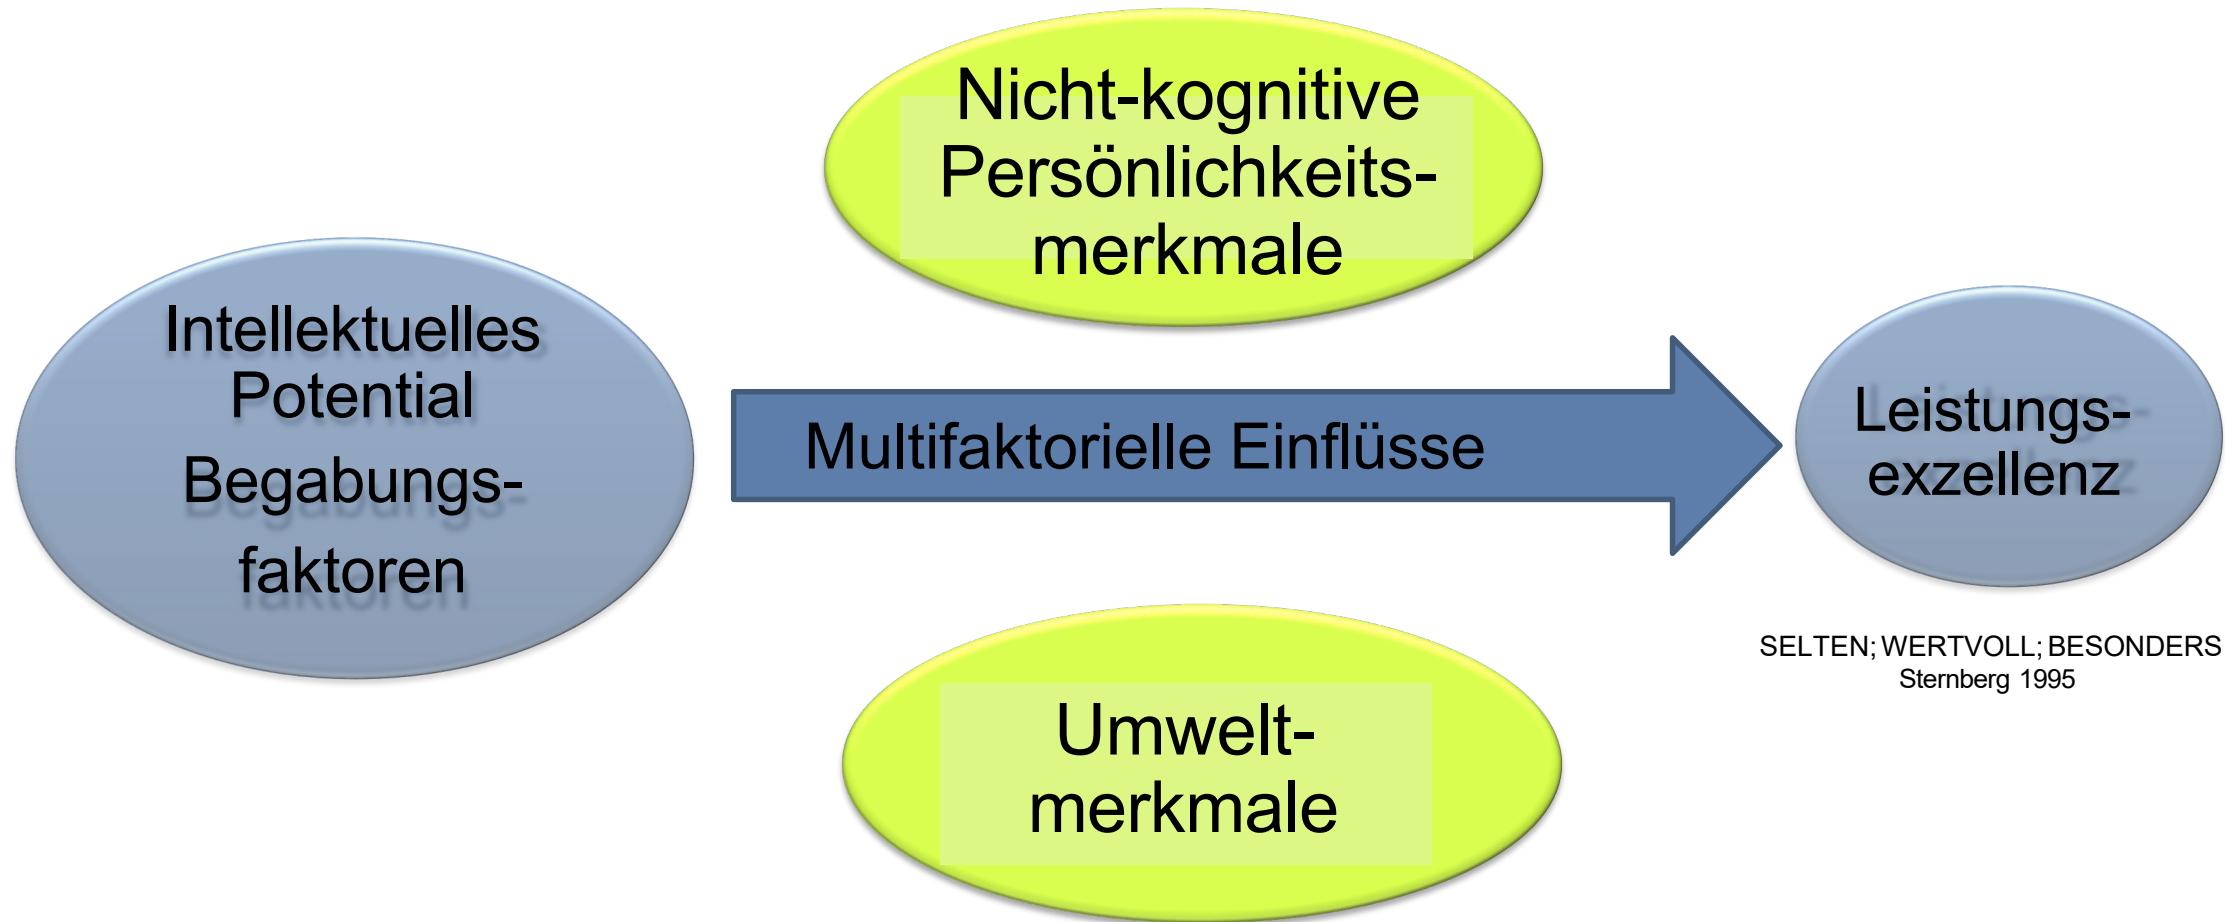 Nicht-kognitive
Persönlichkeits-
merkmale
Intellektuelles
Potential
Begabungs-
faktoren
Multifaktorielle Einflüsse
Leistungs-
exzellenz
SELTEN; WERTVOLL; BESONDERS
Sternberg 1995
Umwelt-
merkmale